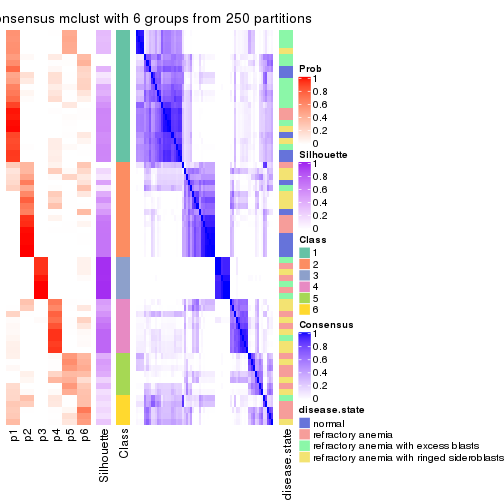 onsensus mclust with 6 groups from 250 partitions
Prob
1
0.8
0.6
0.4
0.2
0
Silhouette
1
0.8
0.6
0.4
0.2
0
Class
1
2
3
4
5
6
Consensus
1
0.8
0.6
0.4
0.2
0
disease.state
normal
refractory anemia
refractory anemia with excess blasts
refractory anemia with ringed sideroblasts
p1
p2
p3
p4
p5
p6
Silhouette
Class
disease.state